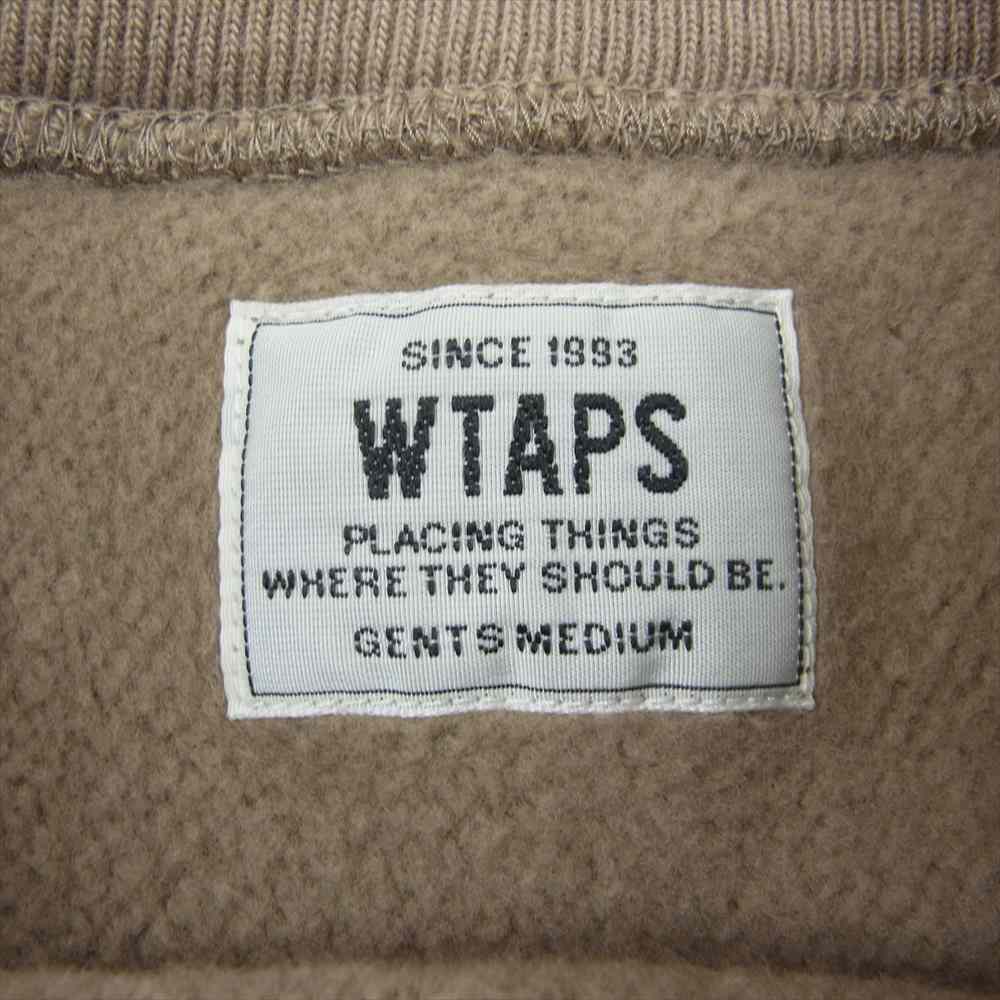 SINCE 1993
WTAPS
PLACING THINGS
WHERE THEY SHOULD BE.
GENTS MEDIUM